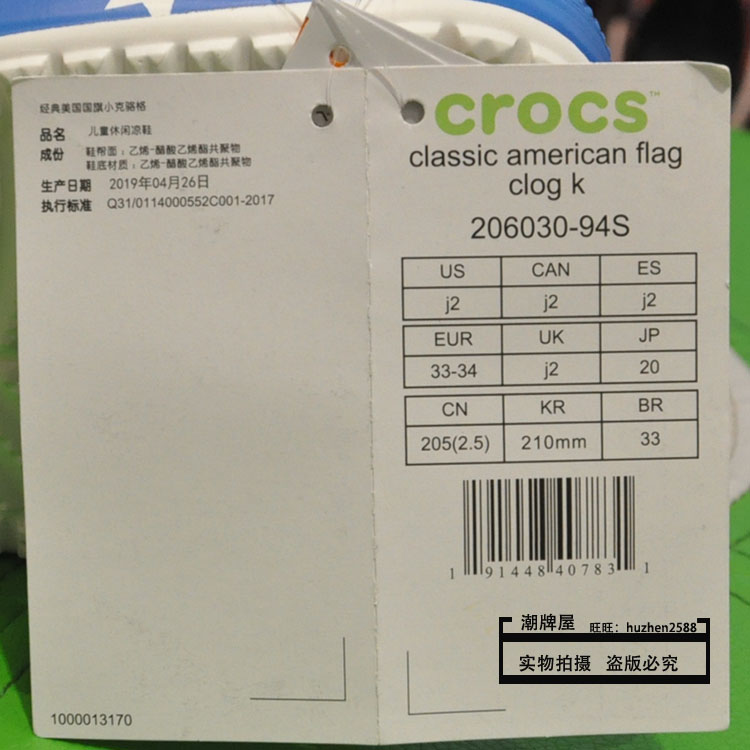 经典美国国旗小克骆格
品名 儿童休闲凉鞋
成份 鞋帮面：乙烯-醋酸乙烯酯共聚物
鞋底材质：乙烯-醋酸乙烯酯共聚物
生产日期 2019年04月26日
执行标准 Q31/0114000552C001-2017
1000013170
crocs™
classic american flag
clog k
206030-94S
US CAN ES
j2 j2 j2
EUR UK JP
33-34 j2 20
CN KR BR
205(2.5) 210mm 33
1 91448 40783 1
潮牌屋 旺旺：huzhen2588
实物拍摄 盗版必究